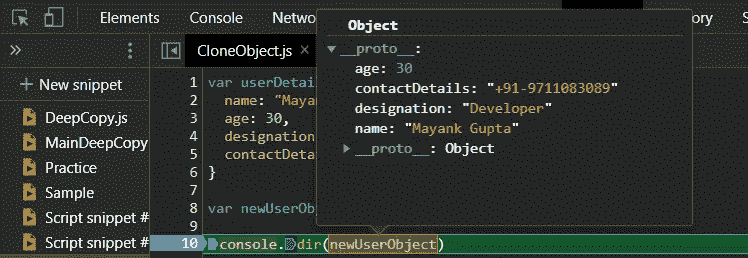 Elements Console Netwo ory
Object
CloneObject.js ×
__proto__:
age: 30
contactDetails: "+91-9711083089"
designation: "Developer"
name: "Mayank Gupta"
__proto__: Object
+ New snippet
DeepCopy.js
MainDeepCopy
Practice
Sample
Script snippet #
Script snippet #
1 var userDeta
2 name: "Maya
3 age: 30,
4 designation
5 contactDeta
6 }
7
8 var newUserOb
9
10 console.dir(newUserObject)